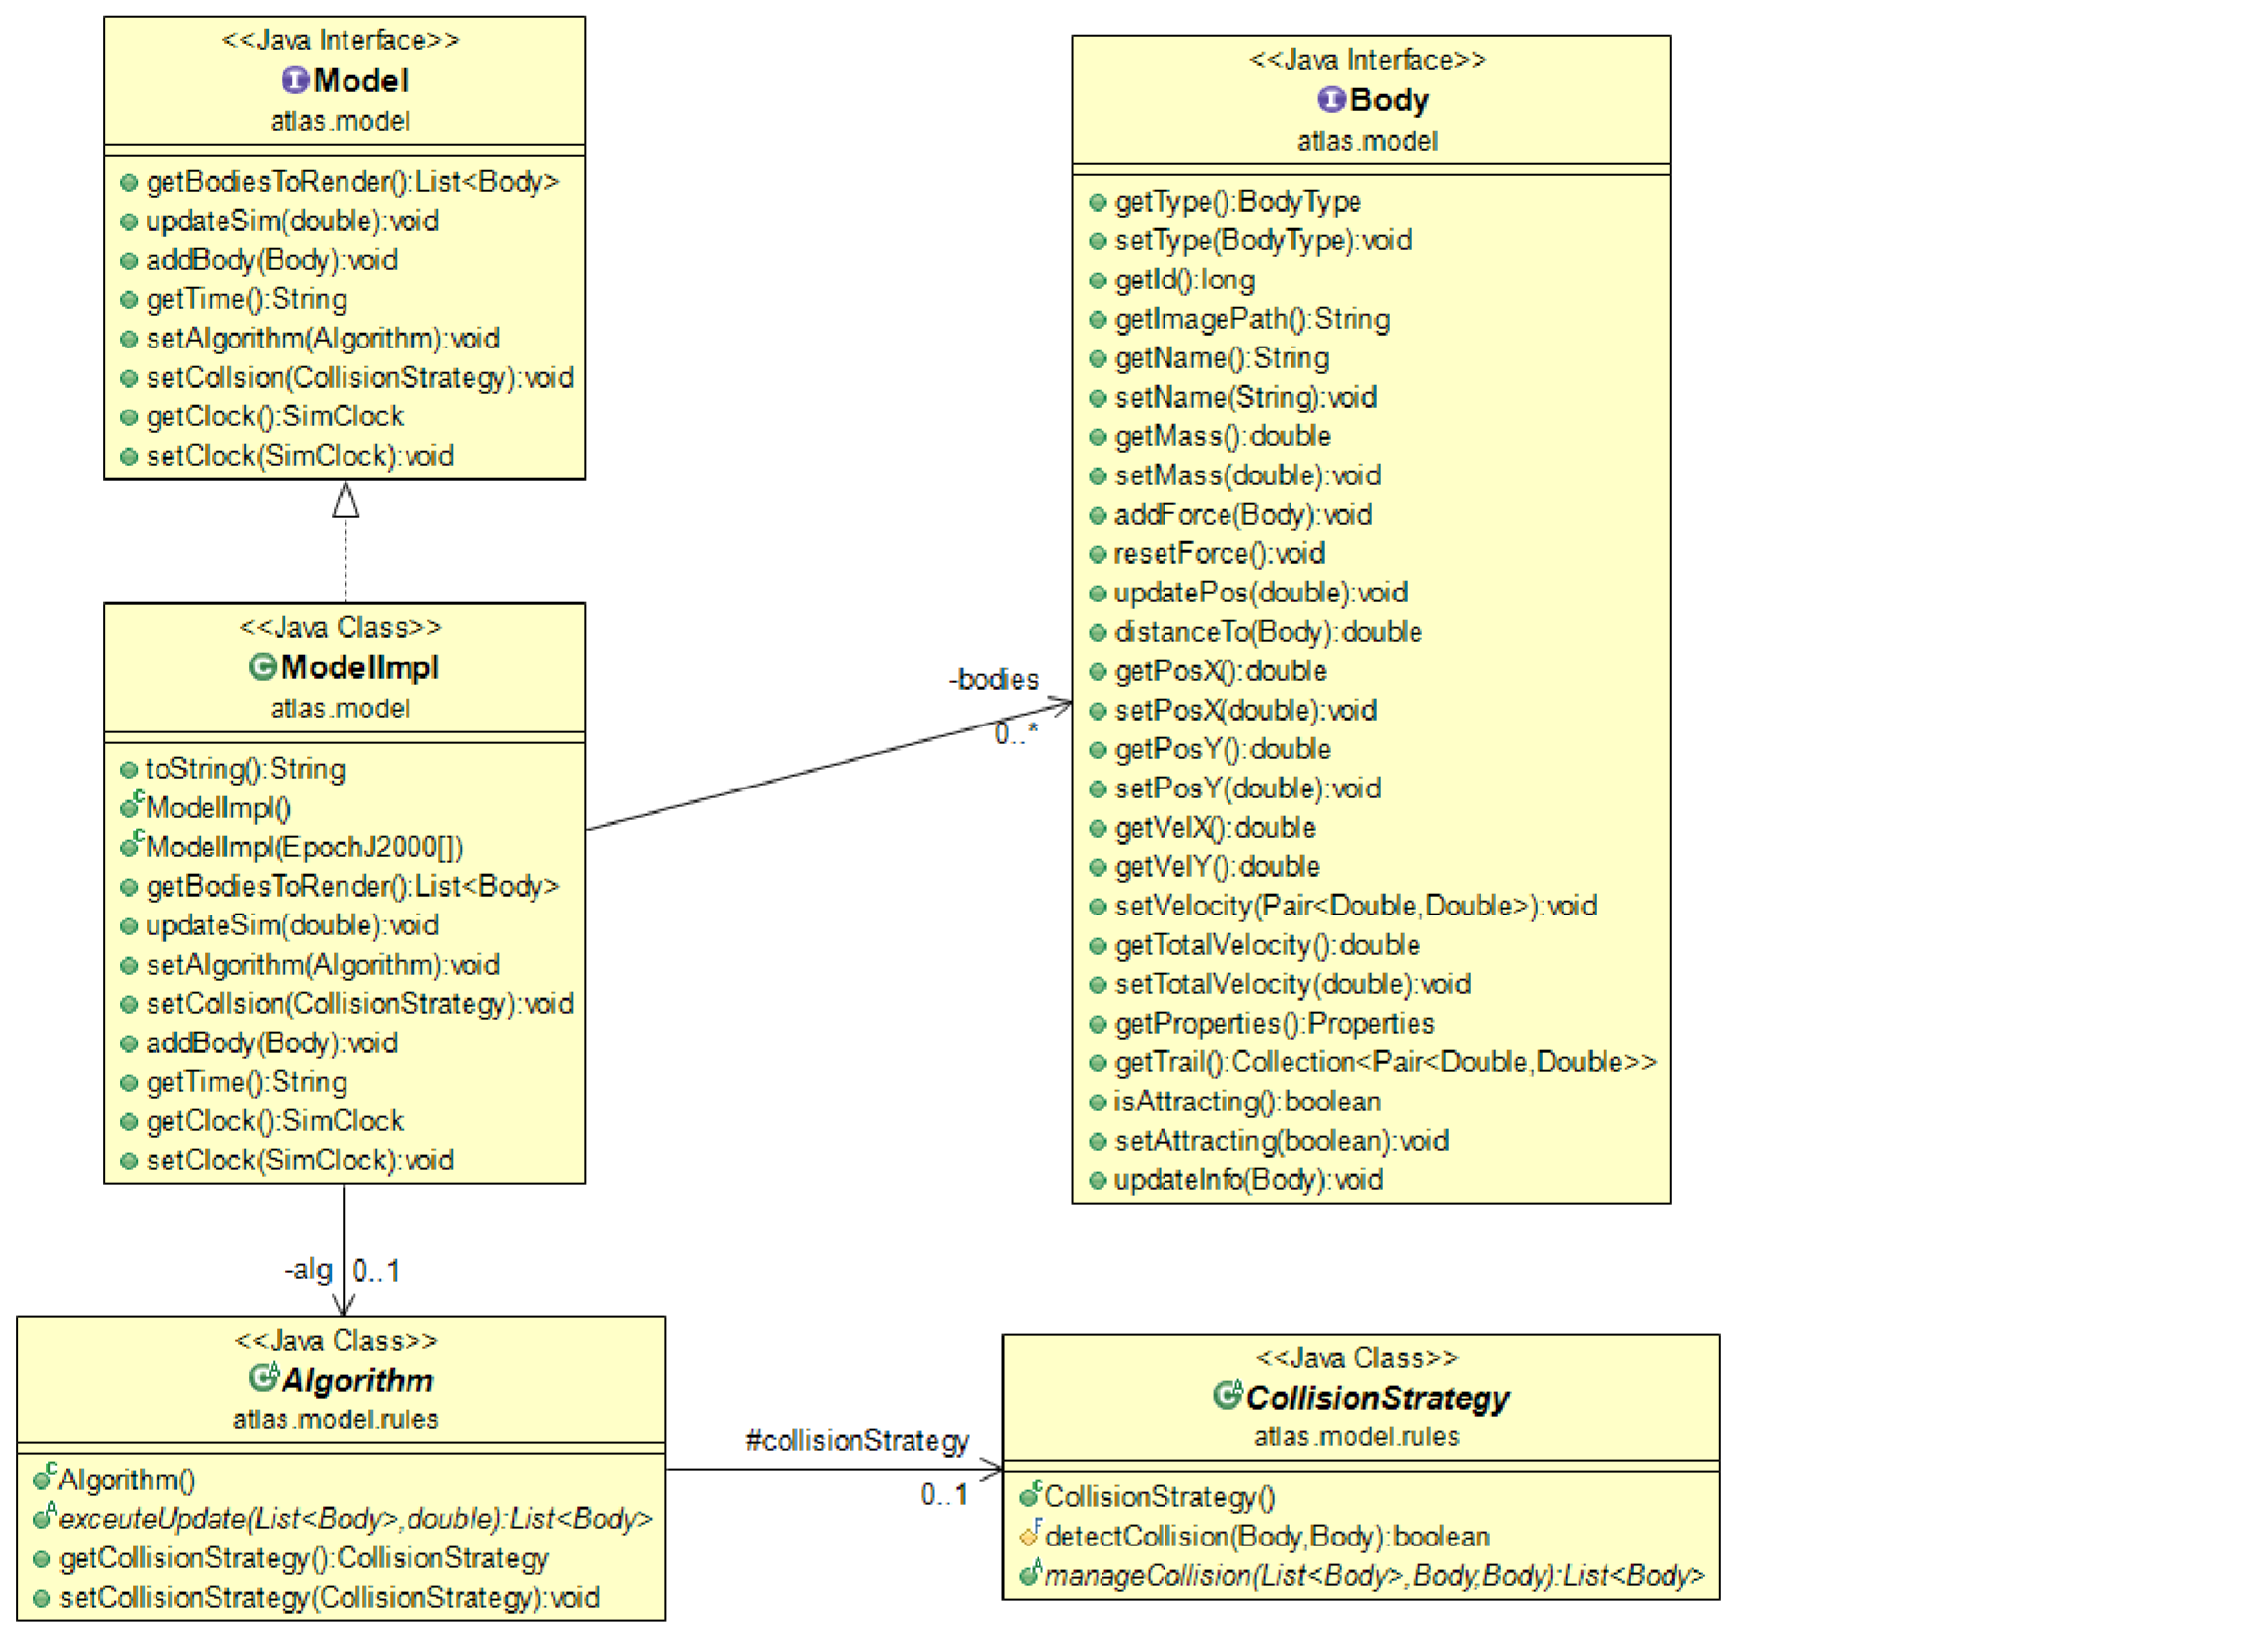 <<Java Interface>>
Model
atlas.model
getBodiesToRender():List<Body>
updateSim(double):void
addBody(Body):void
getTime():String
setAlgorithm(Algorithm):void
setCollsion(CollisionStrategy):void
getClock():SimClock
setClock(SimClock):void
<<Java Interface>>
Body
atlas.model
getType():BodyType
setType(BodyType):void
getId():long
getImagePath():String
getName():String
setName(String):void
getMass():double
setMass(double):void
addForce(Body):void
resetForce():void
updatePos(double):void
distanceTo(Body):double
getPosX():double
setPosX(double):void
getPosY():double
setPosY(double):void
getVelX():double
getVelY():double
setVelocity(Pair<Double,Double>):void
getTotalVelocity():double
setTotalVelocity(double):void
getProperties():Properties
getTrail():Collection<Pair<Double,Double>>
isAttracting():boolean
setAttracting(boolean):void
updateInfo(Body):void
<<Java Class>>
ModelImpl
atlas.model
toString():String
ModelImpl()
ModelImpl(EpochJ2000[])
getBodiesToRender():List<Body>
updateSim(double):void
setAlgorithm(Algorithm):void
setCollsion(CollisionStrategy):void
addBody(Body):void
getTime():String
getClock():SimClock
setClock(SimClock):void
-bodies
0..*
-alg 0..1
<<Java Class>>
Algorithm
atlas.model.rules
Algorithm()
exceuteUpdate(List<Body>,double):List<Body>
getCollisionStrategy():CollisionStrategy
setCollisionStrategy(CollisionStrategy):void
#collisionStrategy
0..1
<<Java Class>>
CollisionStrategy
atlas.model.rules
CollisionStrategy()
detectCollision(Body,Body):boolean
manageCollision(List<Body>,Body,Body):List<Body>